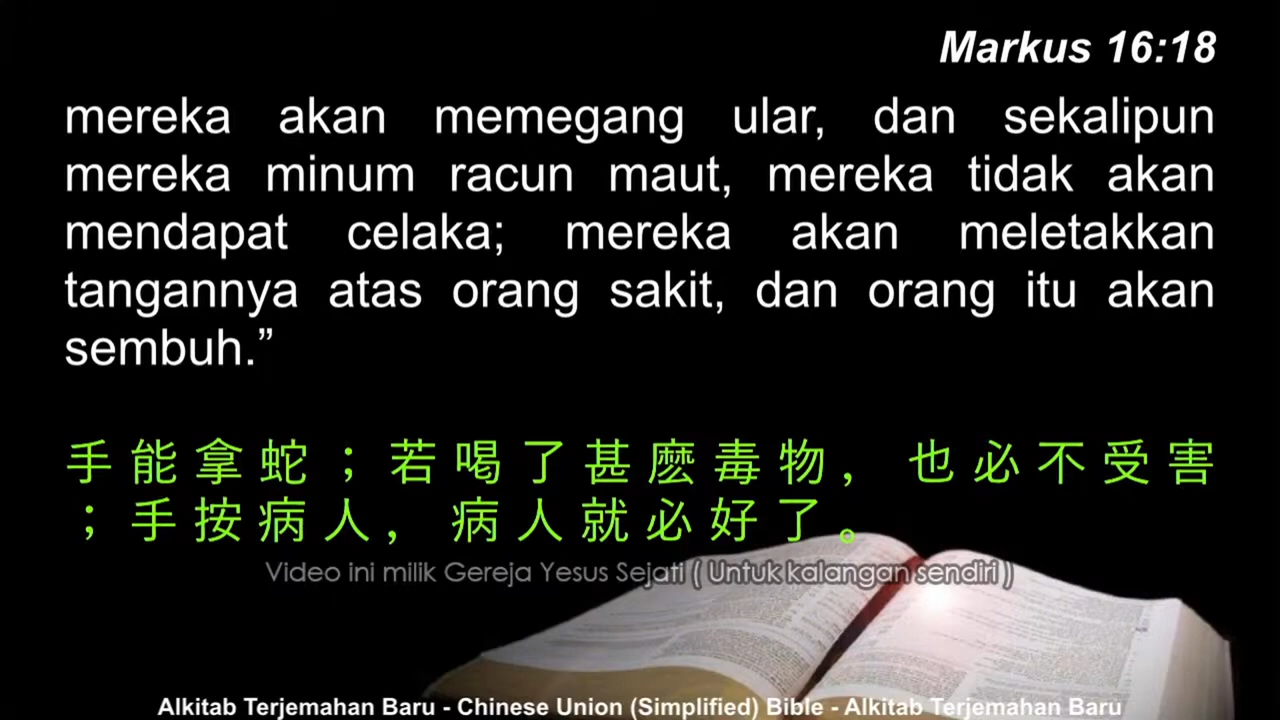 Markus 16:18
mereka akan memegang ular, dan sekalipun
mereka minum racun maut, mereka tidak akan
mendapat celaka; mereka akan meletakkan
tangannya atas orang sakit, dan orang itu akan
sembuh.”
手能拿蛇；若喝了甚麽毒物，也必不受害
；手按病人，病人就必好了。
Video ini milik Gereja Yesus Sejati ( Untuk kalangan sendiri )
Alkitab Terjemahan Baru - Chinese Union (Simplified) Bible - Alkitab Terjemahan Baru